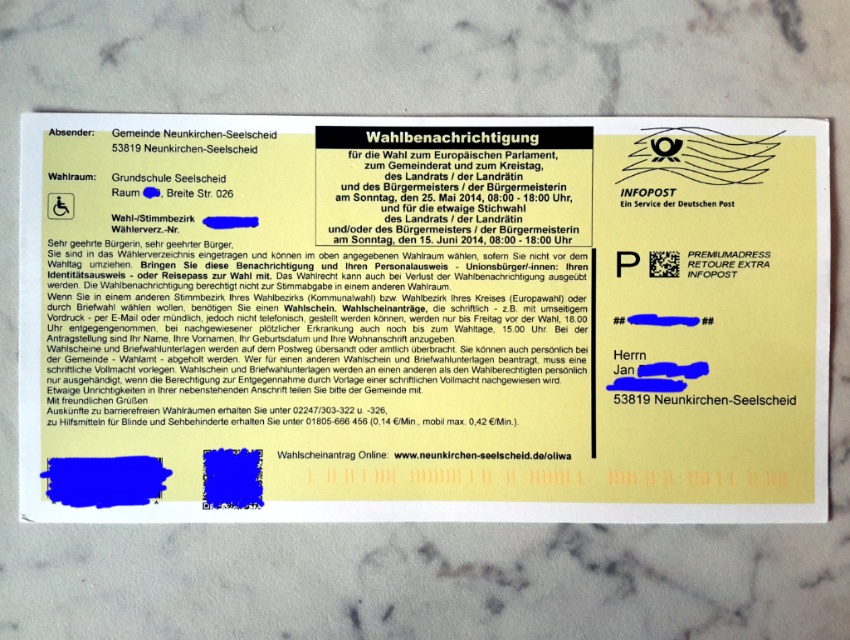 Absender: Gemeinde Neunkirchen-Seelscheid
53819 Neunkirchen-Seelscheid
Wahlraum: Grundschule Seelscheid
Raum , Breite Str. 026
Wahl-/Stimmbezirk
Wählerverz.-Nr.
Wahlbenachrichtigung
für die Wahl zum Europäischen Parlament,
zum Gemeinderat und zum Kreistag,
des Landrats / der Landrätin
und des Bürgermeisters / der Bürgermeisterin
am Sonntag, den 25. Mai 2014, 08:00 - 18:00 Uhr,
und für die etwaige Stichwahl
des Landrats / der Landrätin
und/oder des Bürgermeisters / der Bürgermeisterin
am Sonntag, den 15. Juni 2014, 08:00 - 18:00 Uhr
Sehr geehrte Bürgerin, sehr geehrter Bürger,
Sie sind in das Wählerverzeichnis eingetragen und können im oben angegebenen Wahlraum wählen, sofern Sie nicht vor dem
Wahltag umziehen. Bringen Sie diese Benachrichtigung und Ihren Personalausweis - Unionsbürger/-innen: Ihren
Identitätsausweis - oder Reisepass zur Wahl mit. Das Wahlrecht kann auch bei Verlust der Wahlbenachrichtigung ausgeübt
werden. Die Wahlbenachrichtigung berechtigt nicht zur Stimmabgabe in einem anderen Wahlraum.
Wenn Sie in einem anderen Stimmbezirk Ihres Wahlbezirks (Kommunalwahl) bzw. Wahlbezirk Ihres Kreises (Europawahl) oder
durch Briefwahl wählen wollen, benötigen Sie einen Wahlschein. Wahlscheinanträge, die schriftlich - z.B. mit umseitigem
Vordruck - per E-Mail oder mündlich, jedoch nicht telefonisch, gestellt werden können, werden nur bis Freitag vor der Wahl, 18.00
Uhr entgegengenommen, bei nachgewiesener plötzlicher Erkrankung auch noch bis zum Wahltage, 15.00 Uhr. Bei der
Antragstellung sind Ihr Name, Ihre Vornamen, Ihr Geburtsdatum und Ihre Wohnanschrift anzugeben.
Wahlscheine und Briefwahlunterlagen werden auf dem Postweg übersandt oder amtlich überbracht. Sie können auch persönlich bei
der Gemeinde - Wahlamt - abgeholt werden. Wer für einen anderen Wahlschein und Briefwahlunterlagen beantragt, muss eine
schriftliche Vollmacht vorlegen. Wahlschein und Briefwahlunterlagen werden an einen anderen als den Wahlberechtigten persönlich
nur ausgehändigt, wenn die Berechtigung zur Entgegennahme durch Vorlage einer schriftlichen Vollmacht nachgewiesen wird.
Etwaige Unrichtigkeiten in Ihrer nebenstehenden Anschrift teilen Sie bitte der Gemeinde mit.
Mit freundlichen Grüßen
Auskünfte zu barrierefreien Wahlräumen erhalten Sie unter 02247/303-322 u. -326,
zu Hilfsmitteln für Blinde und Sehbehinderte erhalten Sie unter 01805-666 456 (0,14 €/Min., mobil max. 0,42 €/Min.).
Wahlscheinantrag Online: www.neunkirchen-seelscheid.de/oliwa
INFOPOST
Ein Service der Deutschen Post
P
PREMIUMADRESS
RETOURE EXTRA
INFOPOST
## ##
Herrn
Jan
53819 Neunkirchen-Seelscheid